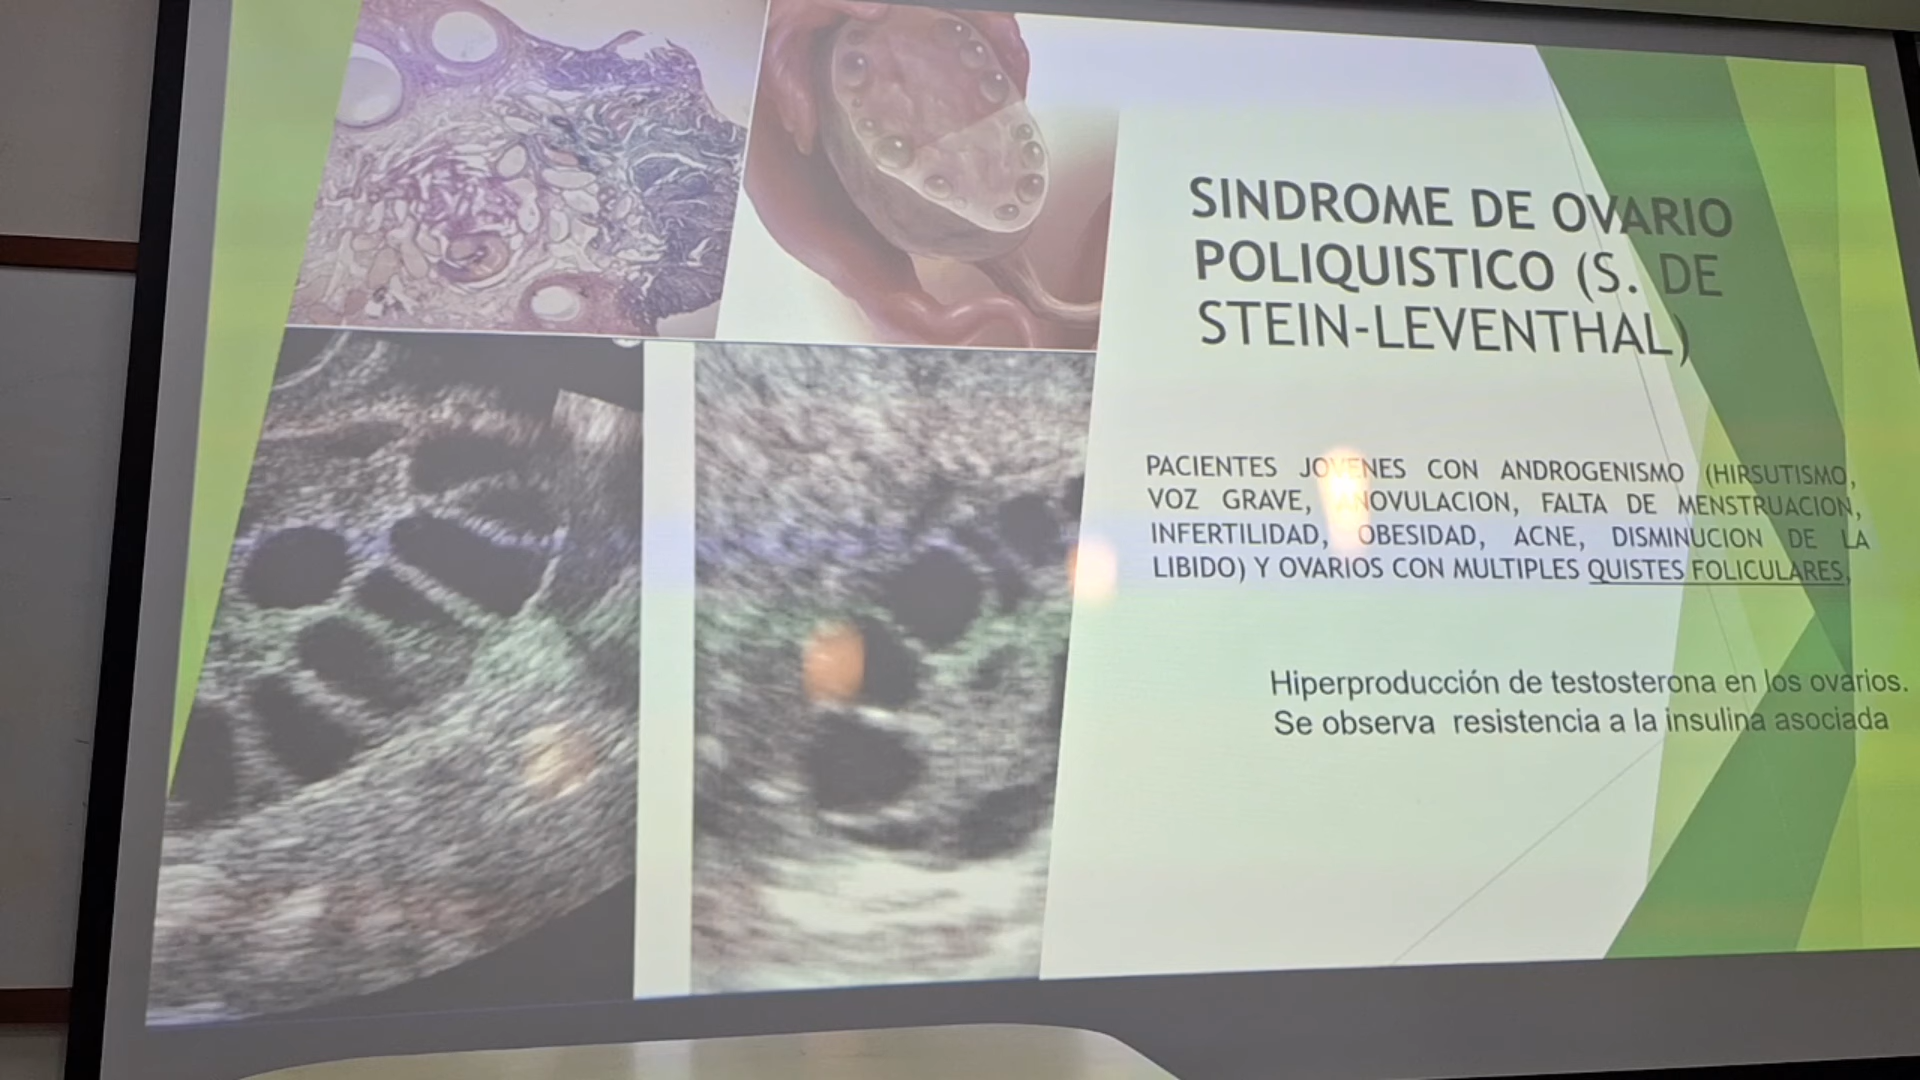 SINDROME DE OVARIO
POLIQUISTICO (S. DE
STEIN-LEVENTHAL)
PACIENTES JOVENES CON ANDROGENISMO (HIRSUTISMO,
VOZ GRAVE, ANOVULACION, FALTA DE MENSTRUACION,
INFERTILIDAD, OBESIDAD, ACNE, DISMINUCION DE LA
LIBIDO) Y OVARIOS CON MULTIPLES QUISTES FOLICULARES.
Hiperproducción de testosterona en los ovarios.
Se observa resistencia a la insulina asociada